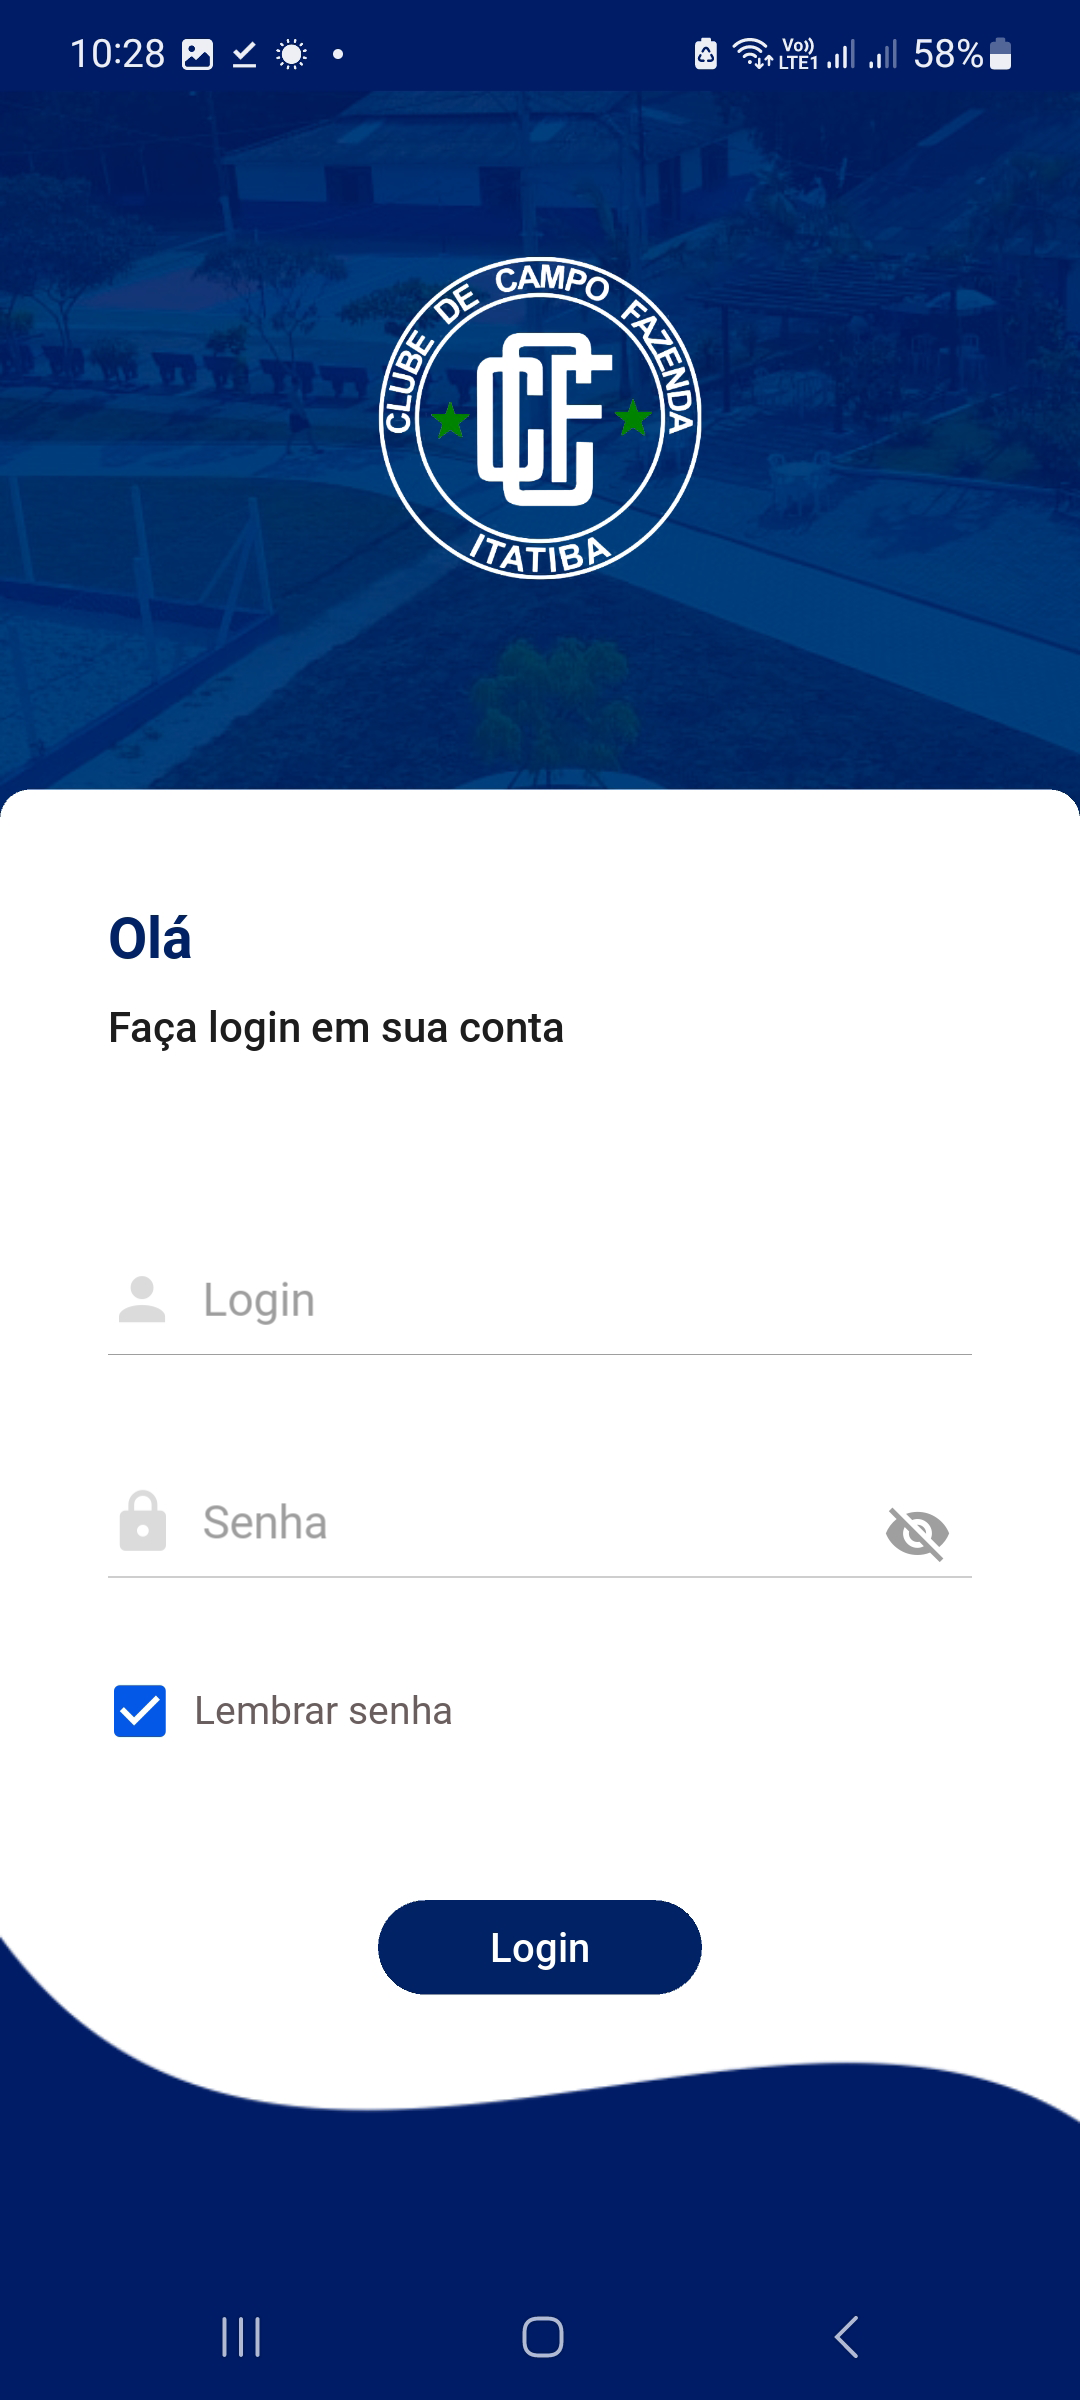 10:28
Vo)) LTE1 58%
CLUBE DE CAMPO FAZENDA
CCF
ITATIBA
Olá
Faça login em sua conta
Login
Senha
Lembrar senha
Login